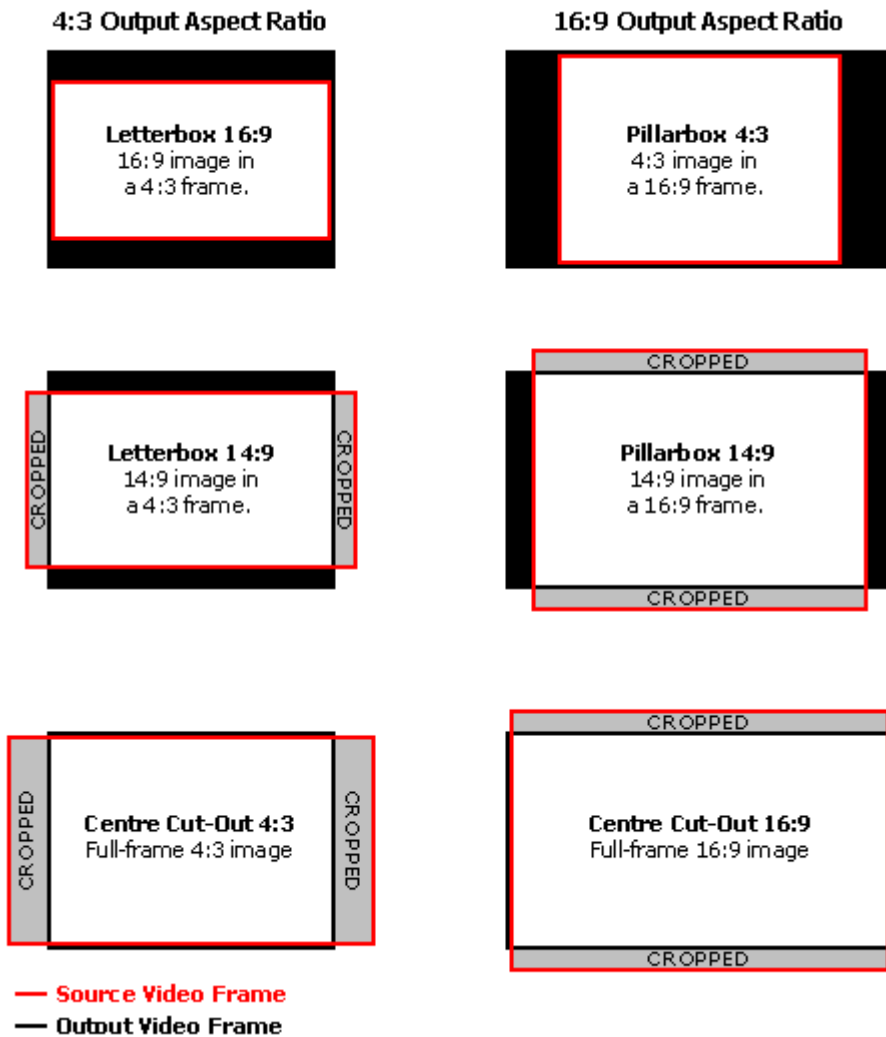 4:3 Output Aspect Ratio
16:9 Output Aspect Ratio
Letterbox 16:9
16:9 image in
a 4:3 frame.
Pillarbox 4:3
4:3 image in
a 16:9 frame.
CROPPED
Letterbox 14:9
14:9 image in
a 4:3 frame.
CROPPED
CROPPED
Pillarbox 14:9
14:9 image in
a 16:9 frame.
CROPPED
CROPPED
Centre Cut-Out 4:3
Full-frame 4:3 image
CROPPED
CROPPED
Centre Cut-Out 16:9
Full-frame 16:9 image
CROPPED
Source Video Frame
Output Video Frame